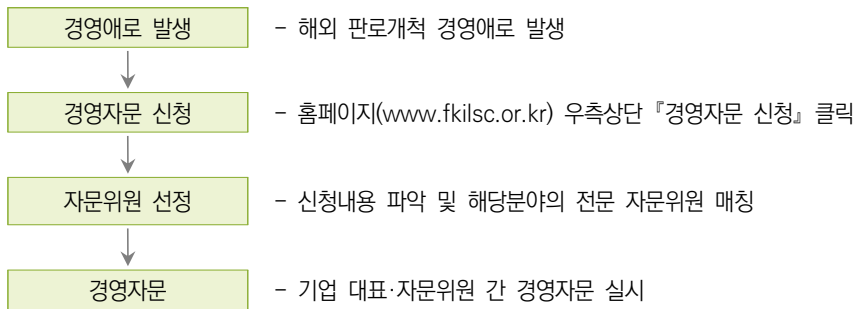 경영애로 발생 - 해외 판로개척 경영애로 발생
경영자문 신청 - 홈페이지(www.fkilsc.or.kr) 우측상단『경영자문 신청』클릭
자문위원 선정 - 신청내용 파악 및 해당분야의 전문 자문위원 매칭
경영자문 - 기업 대표·자문위원 간 경영자문 실시